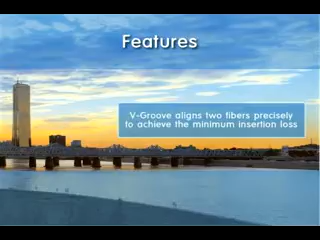 Features
V-Groove aligns two fibers precisely
to achieve the minimum insertion loss